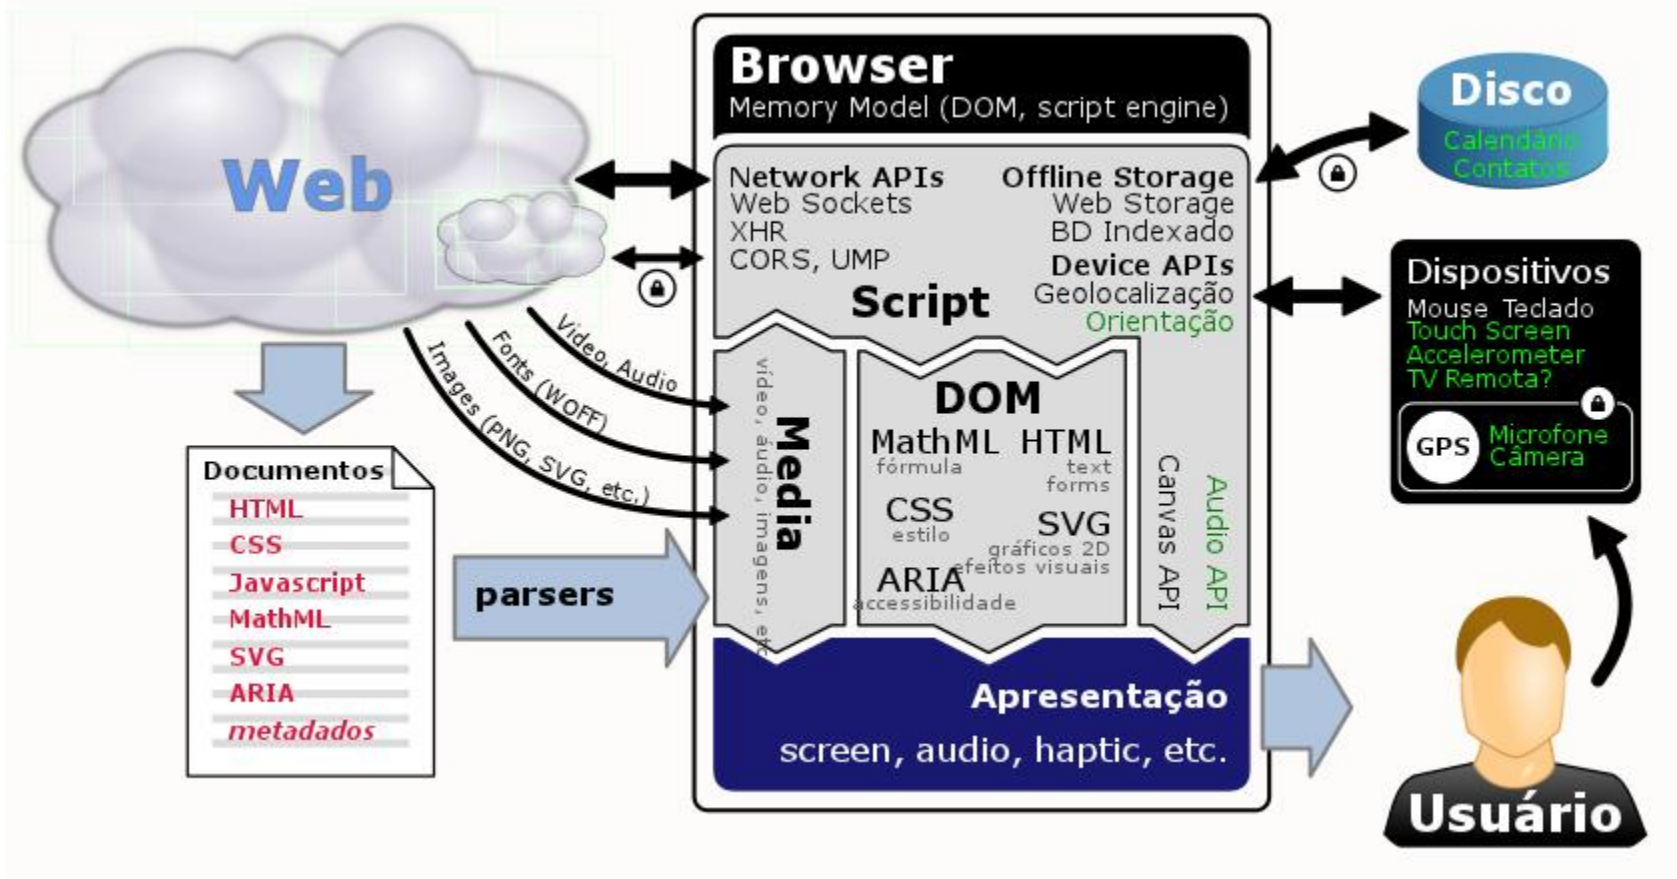 Web
Video, Audio
Fonts (WOFF)
Images (PNG, SVG, etc.)
Documentos
HTML
CSS
Javascript
MathML
SVG
ARIA
metadados
parsers
Browser
Memory Model (DOM, script engine)
Network APIs
Web Sockets
XHR
CORS, UMP
Offline Storage
Web Storage
BD Indexado
Device APIs
Geolocalização
Orientação
Script
Media
vídeo, áudio, imagens, etc
DOM
MathML
fórmula
HTML
text
forms
CSS
estilo
SVG
gráficos 2D
efeitos visuais
ARIA
accessibilidade
Canvas API
Audio API
Apresentação
screen, audio, haptic, etc.
Disco
Calendário
Contatos
Dispositivos
Mouse Teclado
Touch Screen
Accelerometer
TV Remota?
GPS
Microfone
Câmera
Usuário